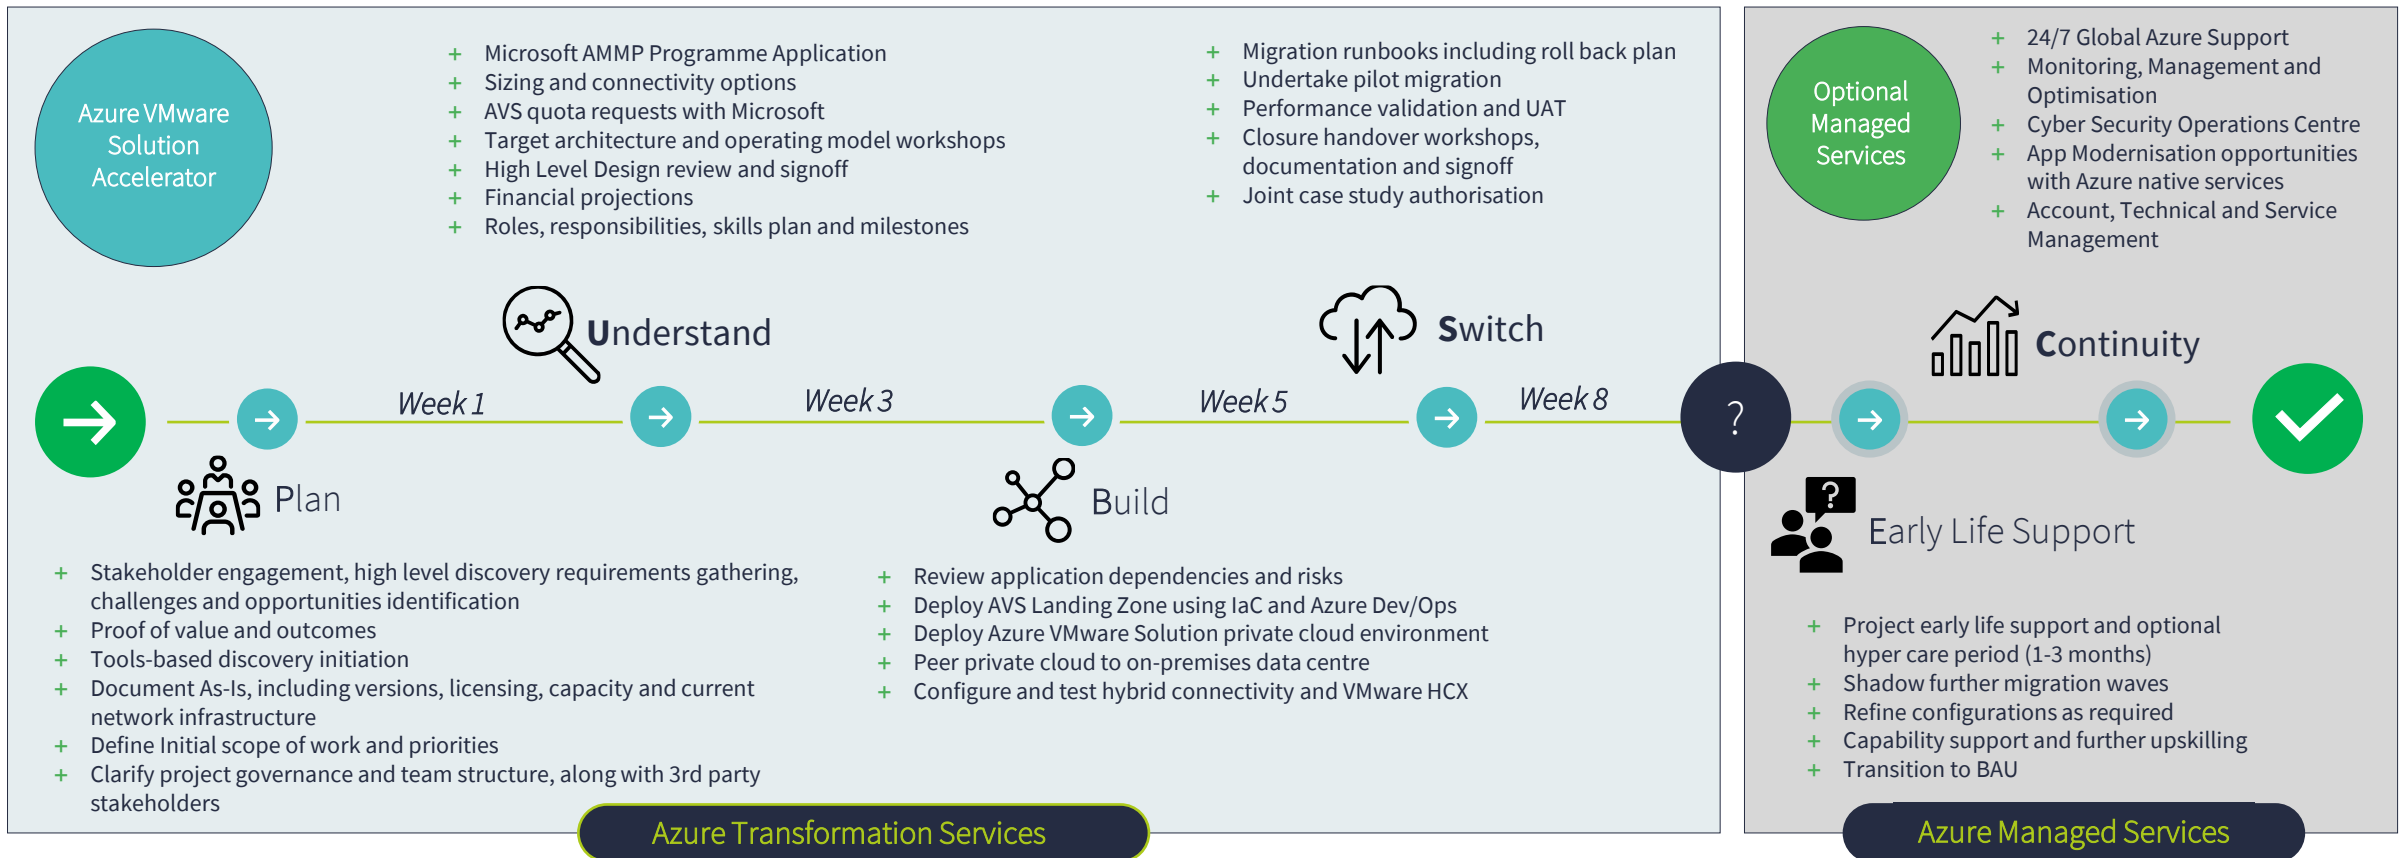 Azure VMware
Solution
Accelerator
+ Microsoft AMMP Programme Application
+ Sizing and connectivity options
+ AVS quota requests with Microsoft
+ Target architecture and operating model workshops
+ High Level Design review and signoff
+ Financial projections
+ Roles, responsibilities, skills plan and milestones
+ Migration runbooks including roll back plan
+ Undertake pilot migration
+ Performance validation and UAT
+ Closure handover workshops,
documentation and signoff
+ Joint case study authorisation
Optional
Managed
Services
+ 24/7 Global Azure Support
+ Monitoring, Management and
Optimisation
+ Cyber Security Operations Centre
+ App Modernisation opportunities
with Azure native services
+ Account, Technical and Service
Management
Understand
Switch
Continuity
Week 1
Week 3
Week 5
Week 8
?
Plan
Build
?
Early Life Support
+ Stakeholder engagement, high level discovery requirements gathering,
challenges and opportunities identification
+ Proof of value and outcomes
+ Tools-based discovery initiation
+ Document As-Is, including versions, licensing, capacity and current
network infrastructure
+ Define Initial scope of work and priorities
+ Clarify project governance and team structure, along with 3rd party
stakeholders
+ Review application dependencies and risks
+ Deploy AVS Landing Zone using IaC and Azure Dev/Ops
+ Deploy Azure VMware Solution private cloud environment
+ Peer private cloud to on-premises data centre
+ Configure and test hybrid connectivity and VMware HCX
+ Project early life support and optional
hyper care period (1-3 months)
+ Shadow further migration waves
+ Refine configurations as required
+ Capability support and further upskilling
+ Transition to BAU
Azure Transformation Services
Azure Managed Services